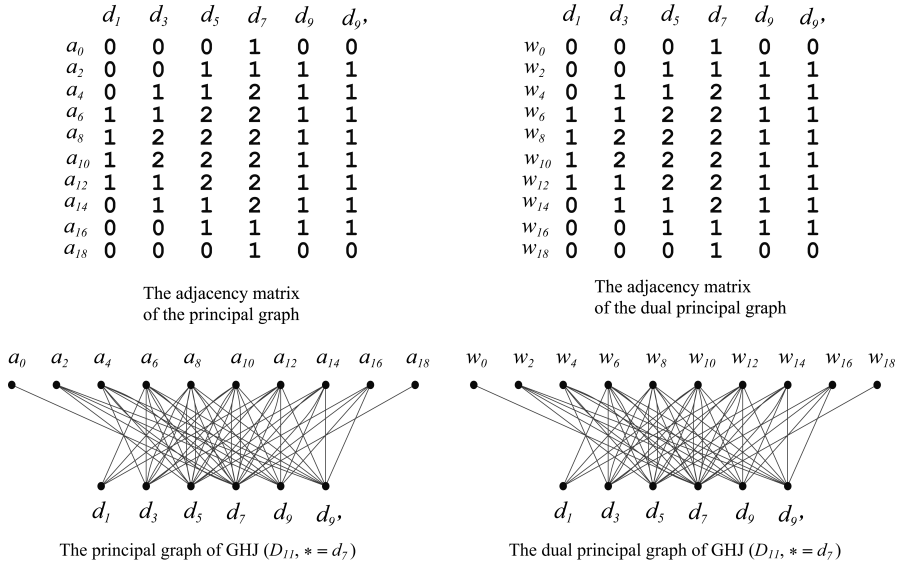 d1 d3 d5 d7 d9 d9’
a0 0 0 0 1 0 0
a2 0 0 1 1 1 1
a4 0 1 1 2 1 1
a6 1 1 2 2 1 1
a8 1 2 2 2 1 1
a10 1 2 2 2 1 1
a12 1 1 2 2 1 1
a14 0 1 1 2 1 1
a16 0 0 1 1 1 1
a18 0 0 0 1 0 0
The adjacency matrix
of the principal graph
d1 d3 d5 d7 d9 d9’
w0 0 0 0 1 0 0
w2 0 0 1 1 1 1
w4 0 1 1 2 1 1
w6 1 1 2 2 1 1
w8 1 2 2 2 1 1
w10 1 2 2 2 1 1
w12 1 1 2 2 1 1
w14 0 1 1 2 1 1
w16 0 0 1 1 1 1
w18 0 0 0 1 0 0
The adjacency matrix
of the dual principal graph
a0 a2 a4 a6 a8 a10 a12 a14 a16 a18
d1 d3 d5 d7 d9 d9’
The principal graph of GHJ (D11, * = d7)
w0 w2 w4 w6 w8 w10 w12 w14 w16 w18
d1 d3 d5 d7 d9 d9’
The dual principal graph of GHJ (D11, * = d7)